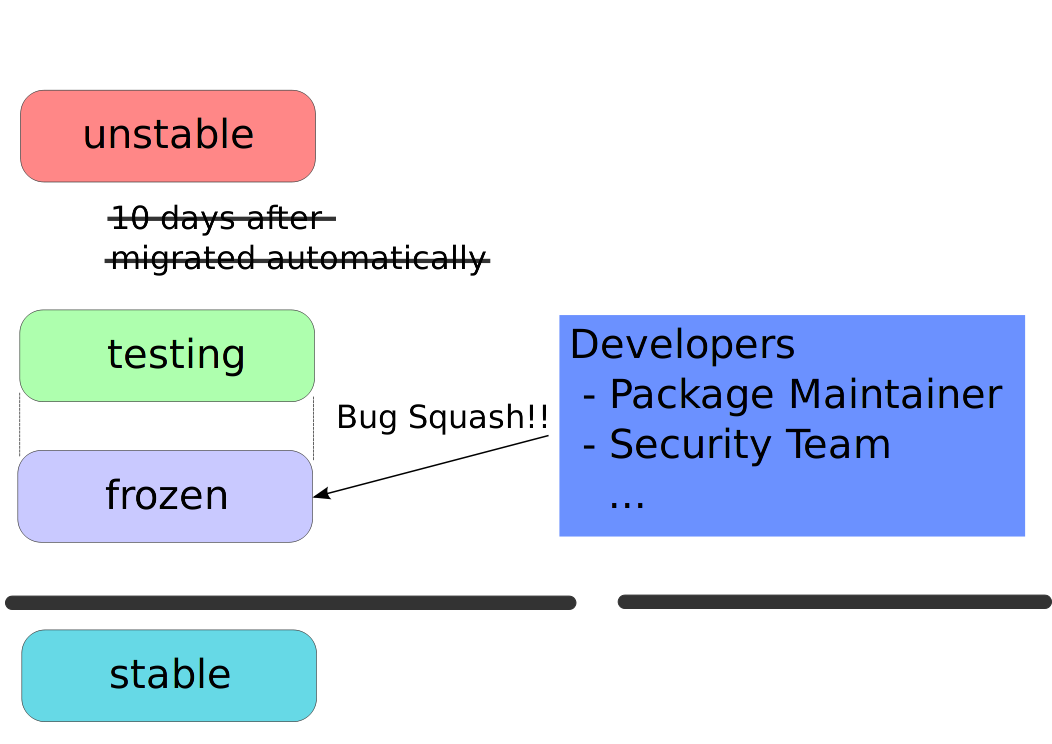 unstable
10 days after
migrated automatically
testing
Developers
- Package Maintainer
- Security Team
...
Bug Squash!!
frozen
stable